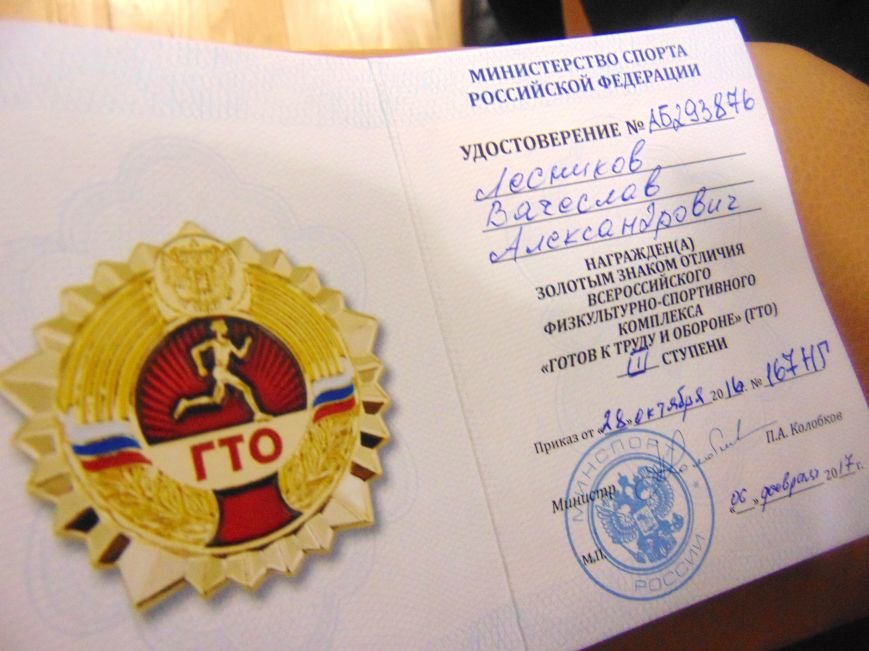 ГТО
МИНИСТЕРСТВО СПОРТА
РОССИЙСКОЙ ФЕДЕРАЦИИ
УДОСТОВЕРЕНИЕ № АБ293876
Лесников
Вячеслав
Александрович
НАГРАЖДЕН(А)
ЗОЛОТЫМ ЗНАКОМ ОТЛИЧИЯ
ВСЕРОССИЙСКОГО
ФИЗКУЛЬТУРНО-СПОРТИВНОГО
КОМПЛЕКСА
«ГОТОВ К ТРУДУ И ОБОРОНЕ» (ГТО)
III СТУПЕНИ
Приказ от «28» октября 2016г. № 167 НГ
Министр П.А. Колобков
МИНСПОРТ РОССИИ
М.П. «06» февраля 2017 г.